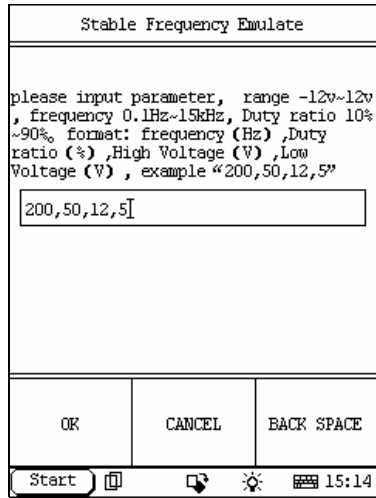 Stable Frequency Emulate
please input parameter, range -12v~12v
, frequency 0.1Hz~15kHz, Duty ratio 10%
~90%, format: frequency (Hz) ,Duty
ratio (%) ,High Voltage (V) ,Low
Voltage (V) , example “200,50,12,5”
200,50,12,5
OK
CANCEL
BACK SPACE
Start
15:14